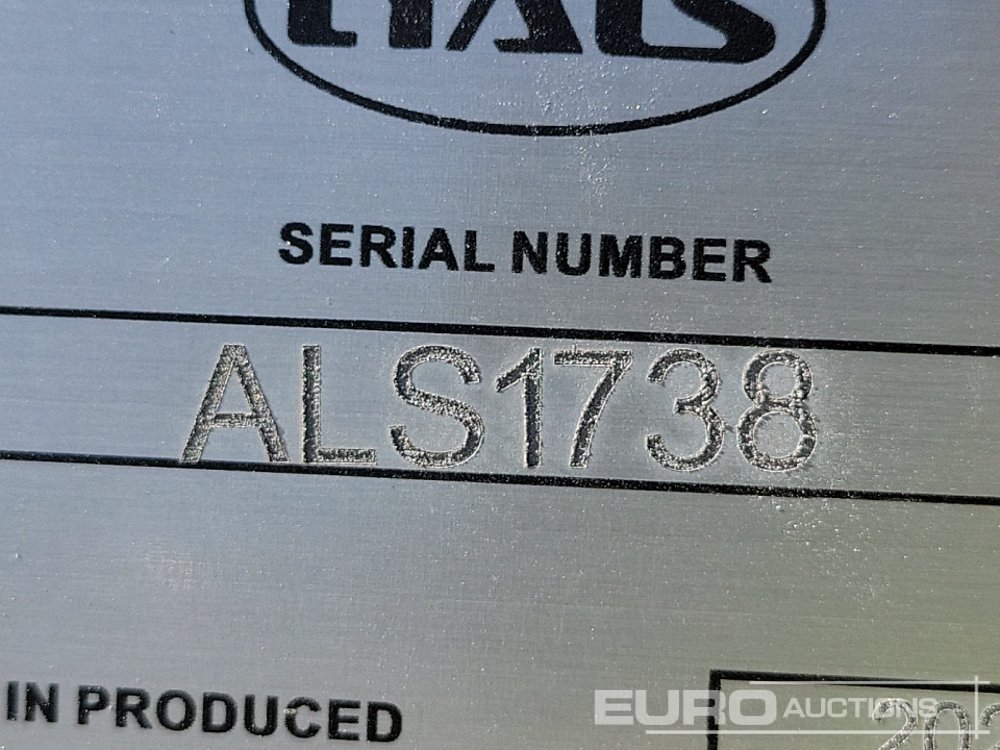 SERIAL NUMBER
ALS1738
IN PRODUCED
EURO AUCTIONS